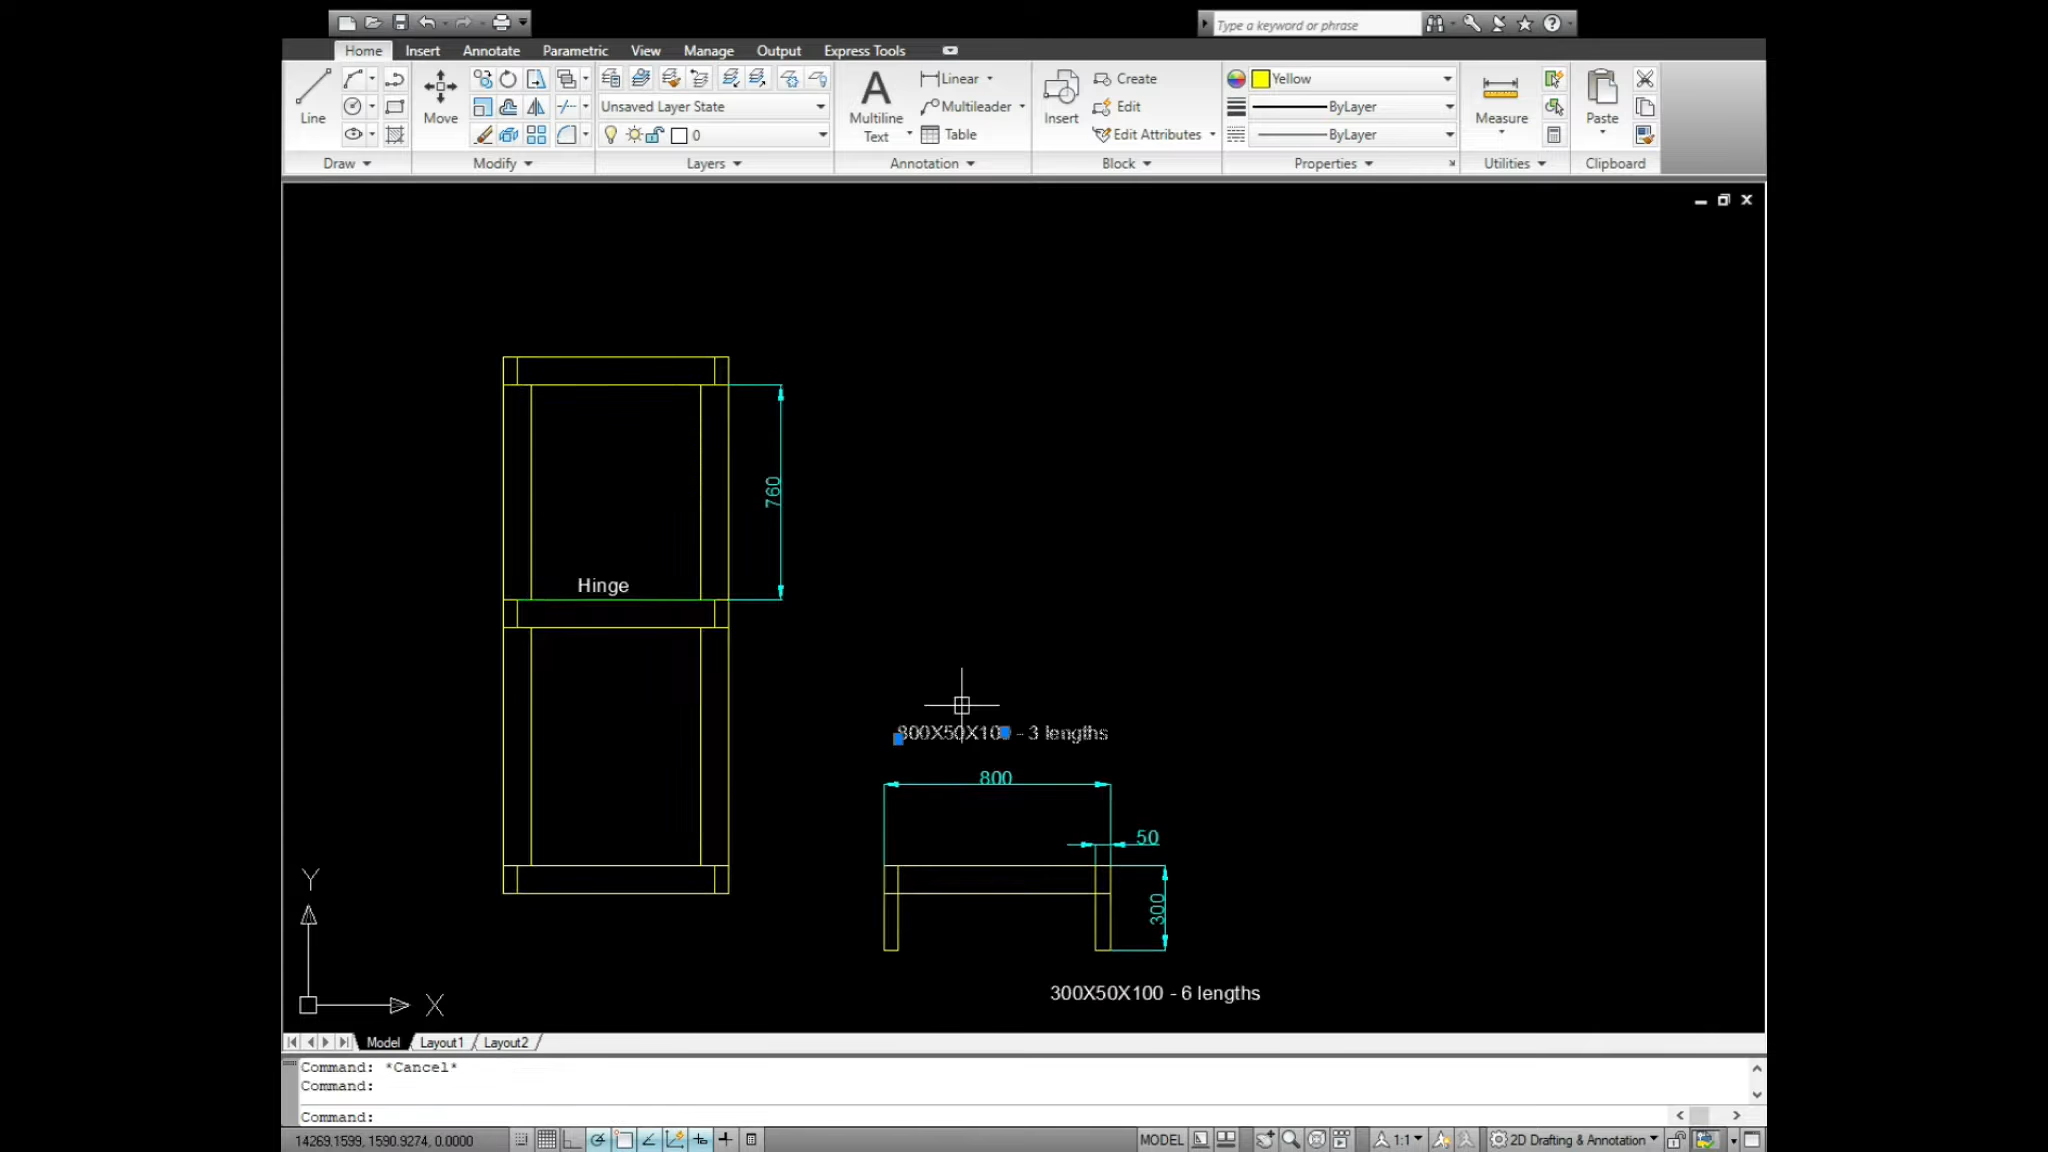 Type a keyword or phrase
Home Insert Annotate Parametric View Manage Output Express Tools
Line
Move
Unsaved Layer State
0
Multiline
Text
Linear
Multileader
Table
Insert
Create
Edit
Edit Attributes
Yellow
ByLayer
ByLayer
Measure
Paste
Draw Modify Layers Annotation Block Properties Utilities Clipboard
760
Hinge
800X50X100 - 3 lengths
800
50
300
300X50X100 - 6 lengths
Y
X
Model Layout1 Layout2
Command: *Cancel*
Command:
Command:
14269.1599, 1590.9274, 0.0000
MODEL
1:1
2D Drafting & Annotation